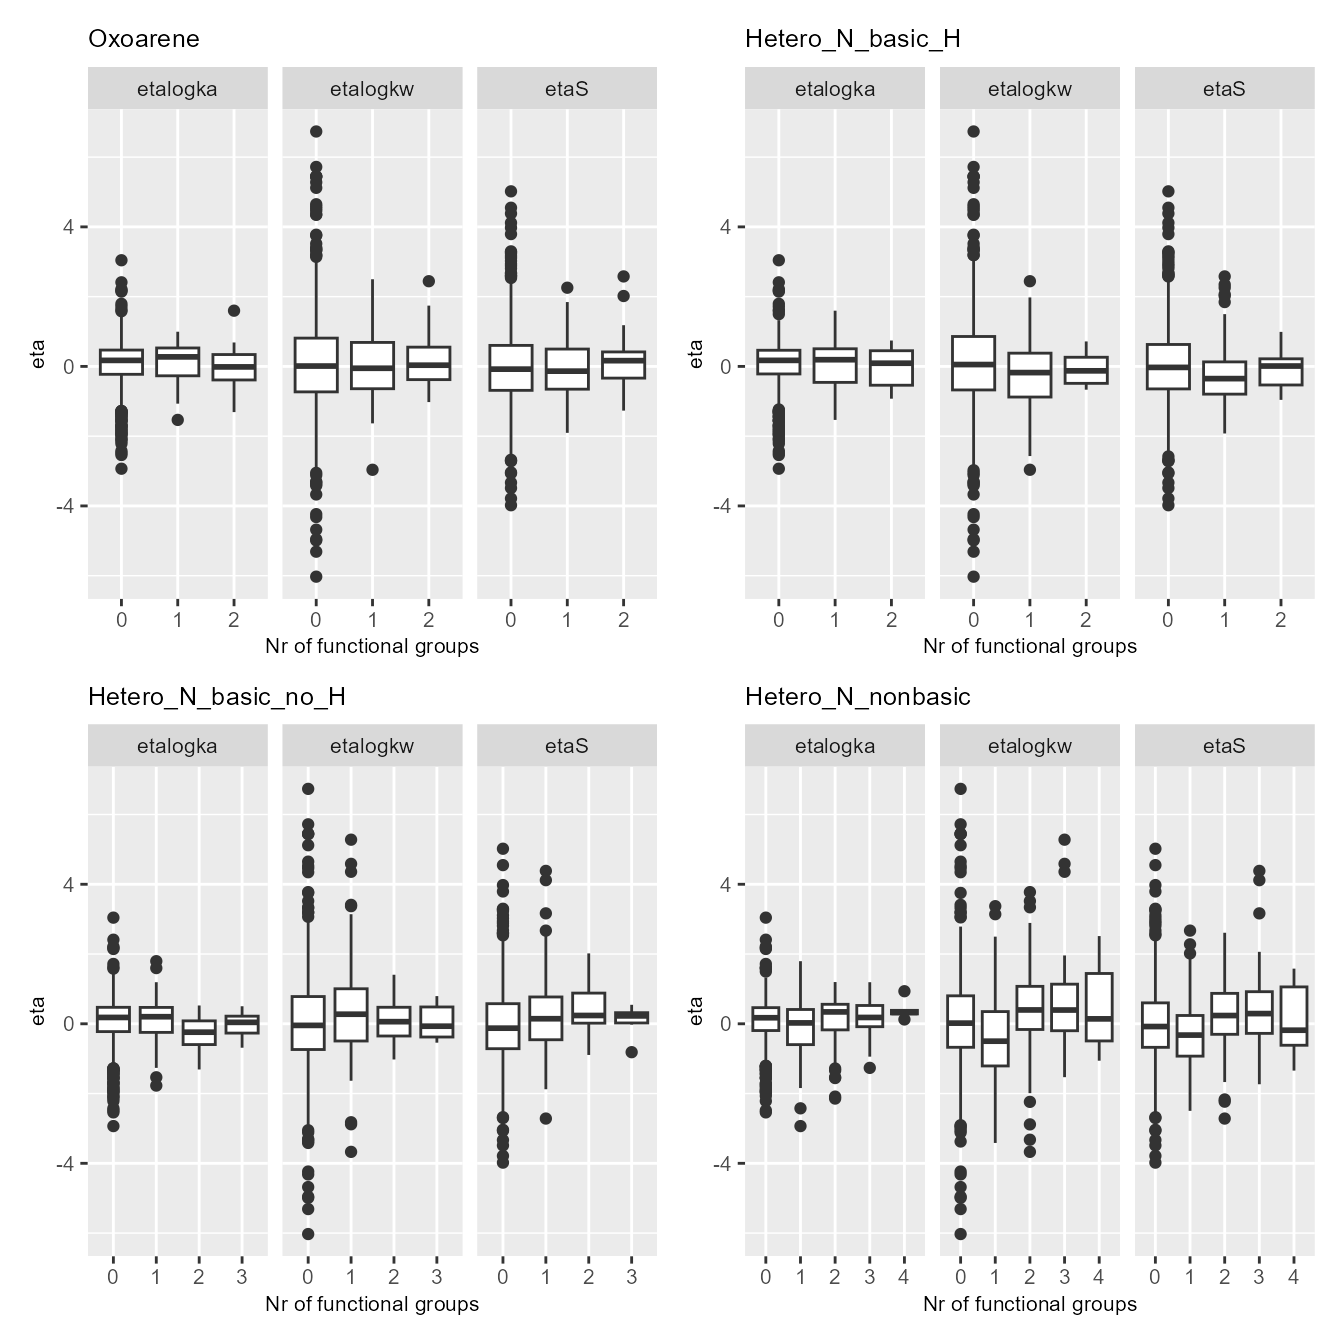 Oxoarene
etalogka etalogkw etaS
4
0
-4
eta
0 1 2 0 1 2 0 1 2
Nr of functional groups
Hetero_N_basic_H
etalogka etalogkw etaS
4
0
-4
eta
0 1 2 0 1 2 0 1 2
Nr of functional groups
Hetero_N_basic_no_H
etalogka etalogkw etaS
4
0
-4
eta
0 1 2 3 0 1 2 3 0 1 2 3
Nr of functional groups
Hetero_N_nonbasic
etalogka etalogkw etaS
4
0
-4
eta
0 1 2 3 4 0 1 2 3 4 0 1 2 3 4
Nr of functional groups